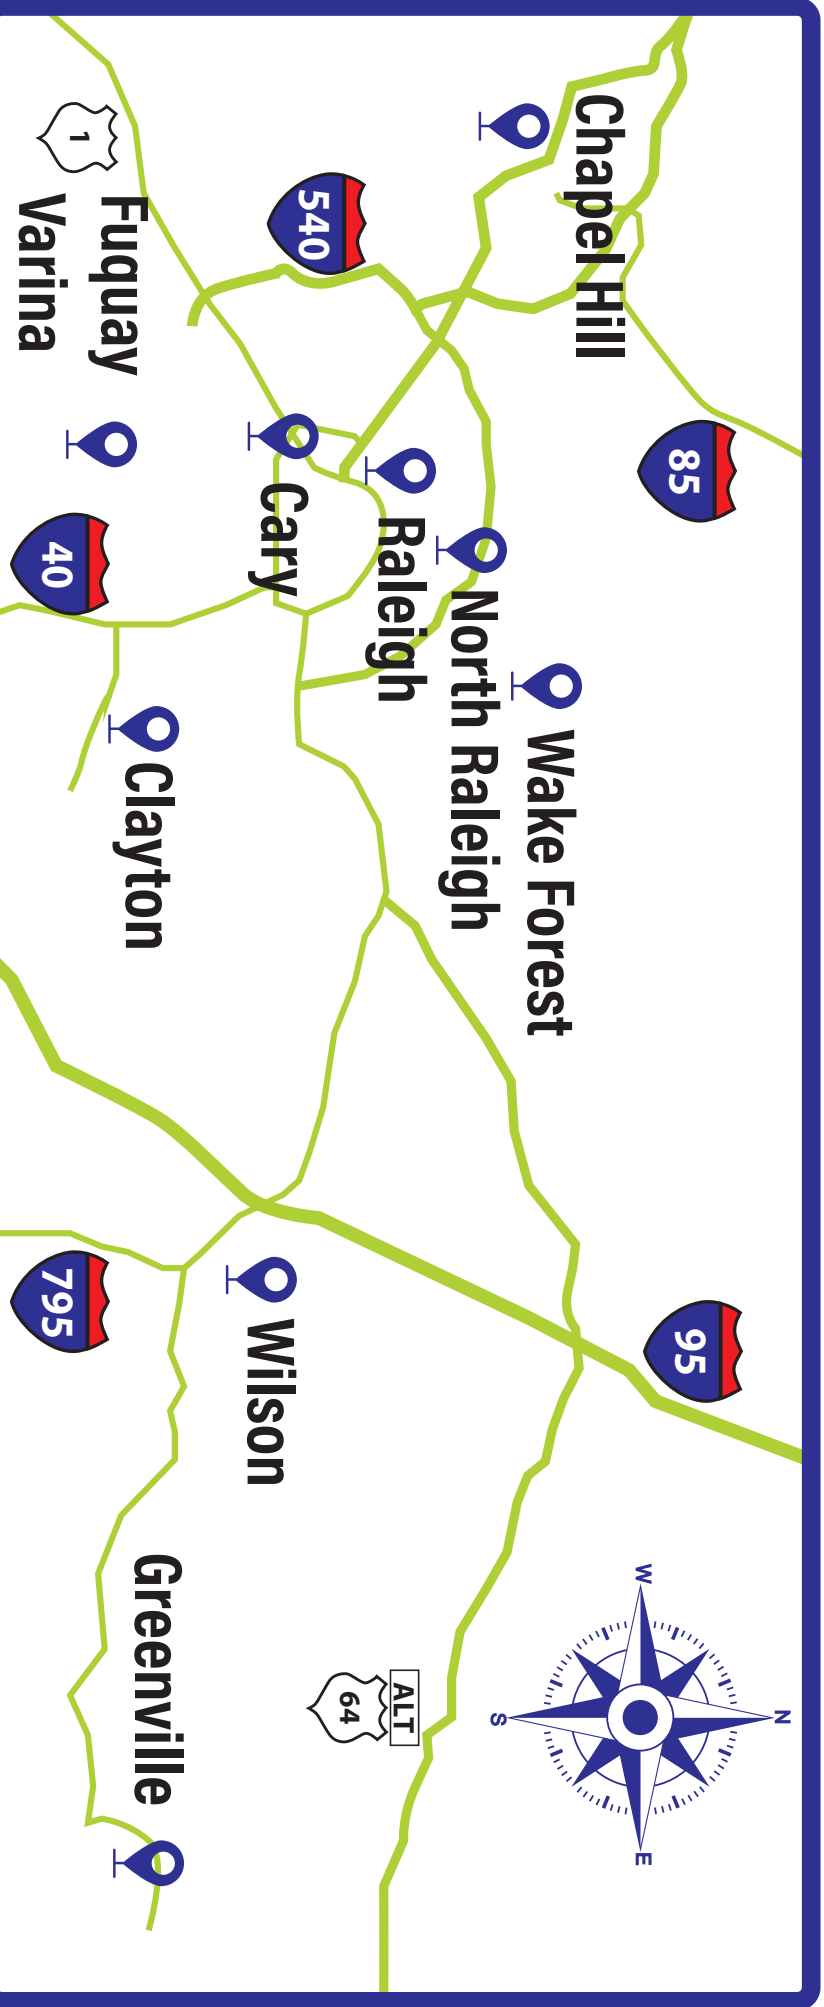 Chapel Hill
85
95
N
W
E
S
Wake Forest
North Raleigh
Raleigh
540
Cary
Wilson
ALT
64
1
Fuquay
Varina
40
Clayton
795
Greenville